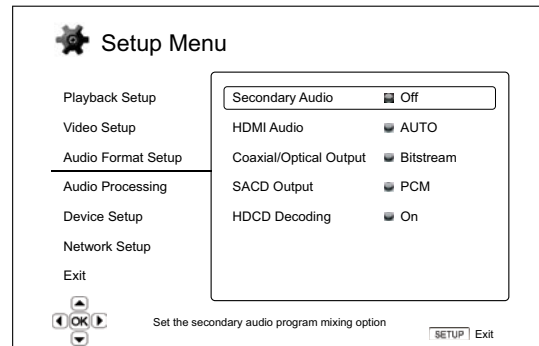 Setup Menu
Playback Setup
Video Setup
Audio Format Setup
Audio Processing
Device Setup
Network Setup
Exit
Secondary Audio Off
HDMI Audio AUTO
Coaxial/Optical Output Bitstream
SACD Output PCM
HDCD Decoding On
OK
Set the secondary audio program mixing option
SETUP Exit